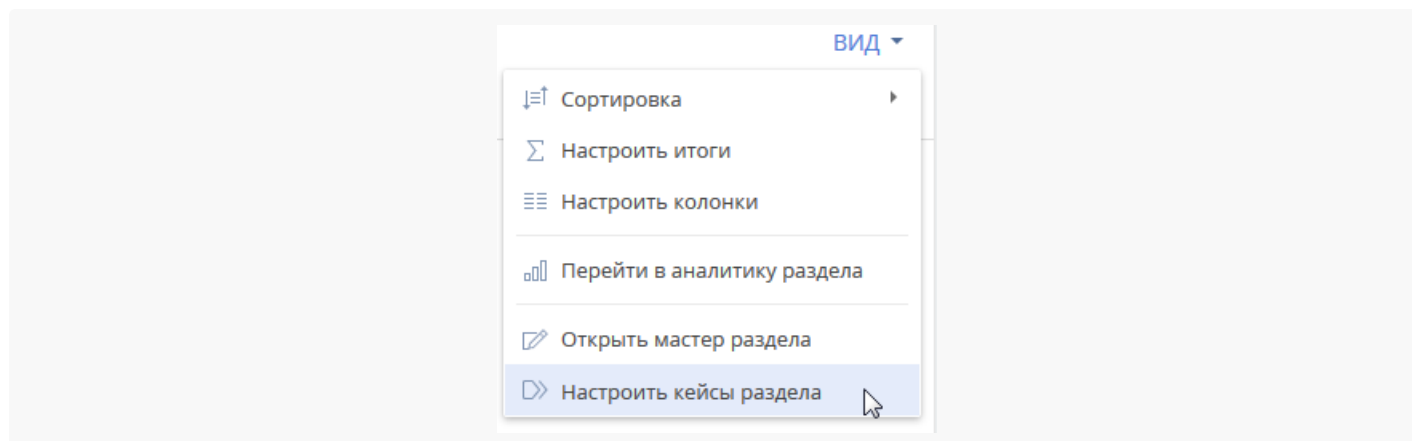 ВИД
Сортировка
Настроить итоги
Настроить колонки
Перейти в аналитику раздела
Открыть мастер раздела
Настроить кейсы раздела